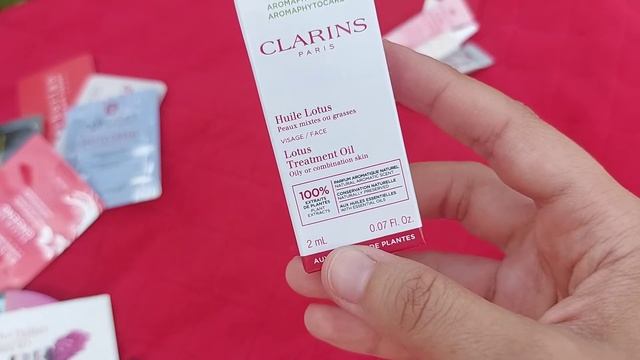 AROMAPHYTOCARE
CLARINS
PARIS
Huile Lotus
Peaux mixtes ou grasses
VISAGE / FACE
Lotus
Treatment Oil
Oily or combination skin
100%
EXTRAITS
DE PLANTES
PLANT
EXTRACTS
PARFUM AROMATIQUE NATUREL
NATURAL AROMATIC SCENT
CONSERVATION NATURELLE
NATURALLY PRESERVED
AUX HUILES ESSENTIELLES
WITH ESSENTIAL OILS
2 mL 0.07 Fl. Oz.
DE PLANTES